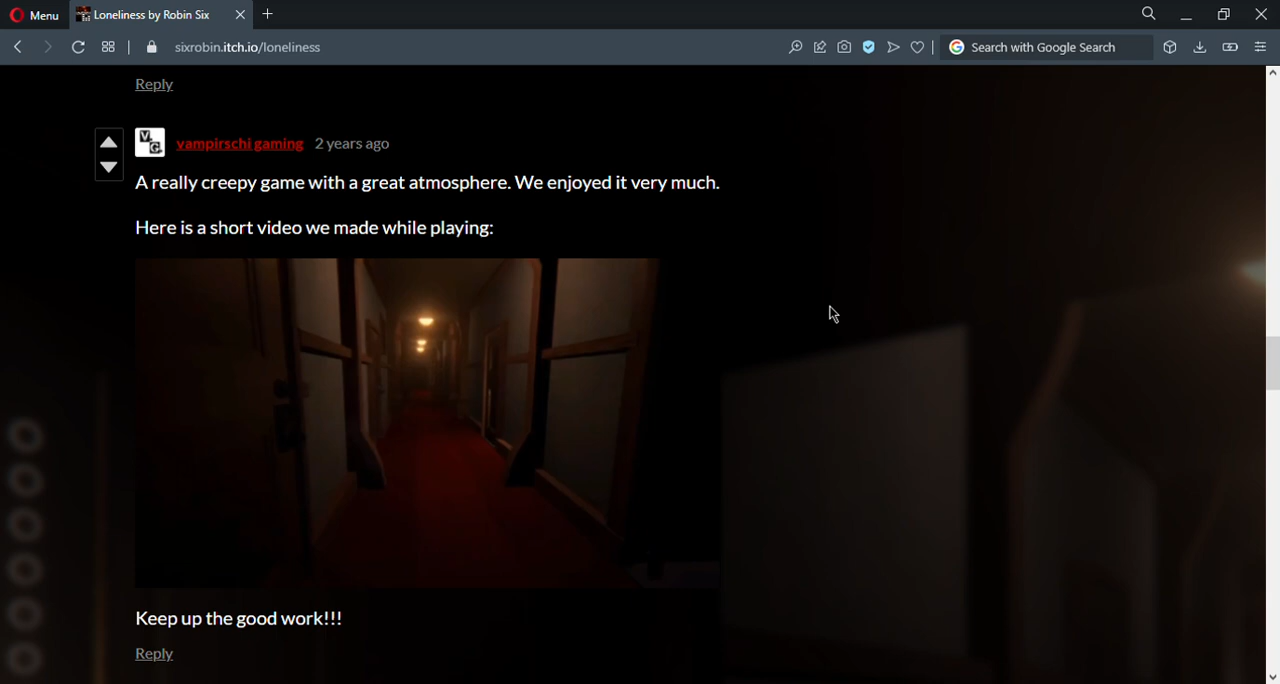 Menu
Loneliness by Robin Six
sixrobin.itch.io/loneliness
Search with Google Search
Reply
V.G.
vampirschi gaming 2 years ago
A really creepy game with a great atmosphere. We enjoyed it very much.
Here is a short video we made while playing:
Keep up the good work!!!
Reply